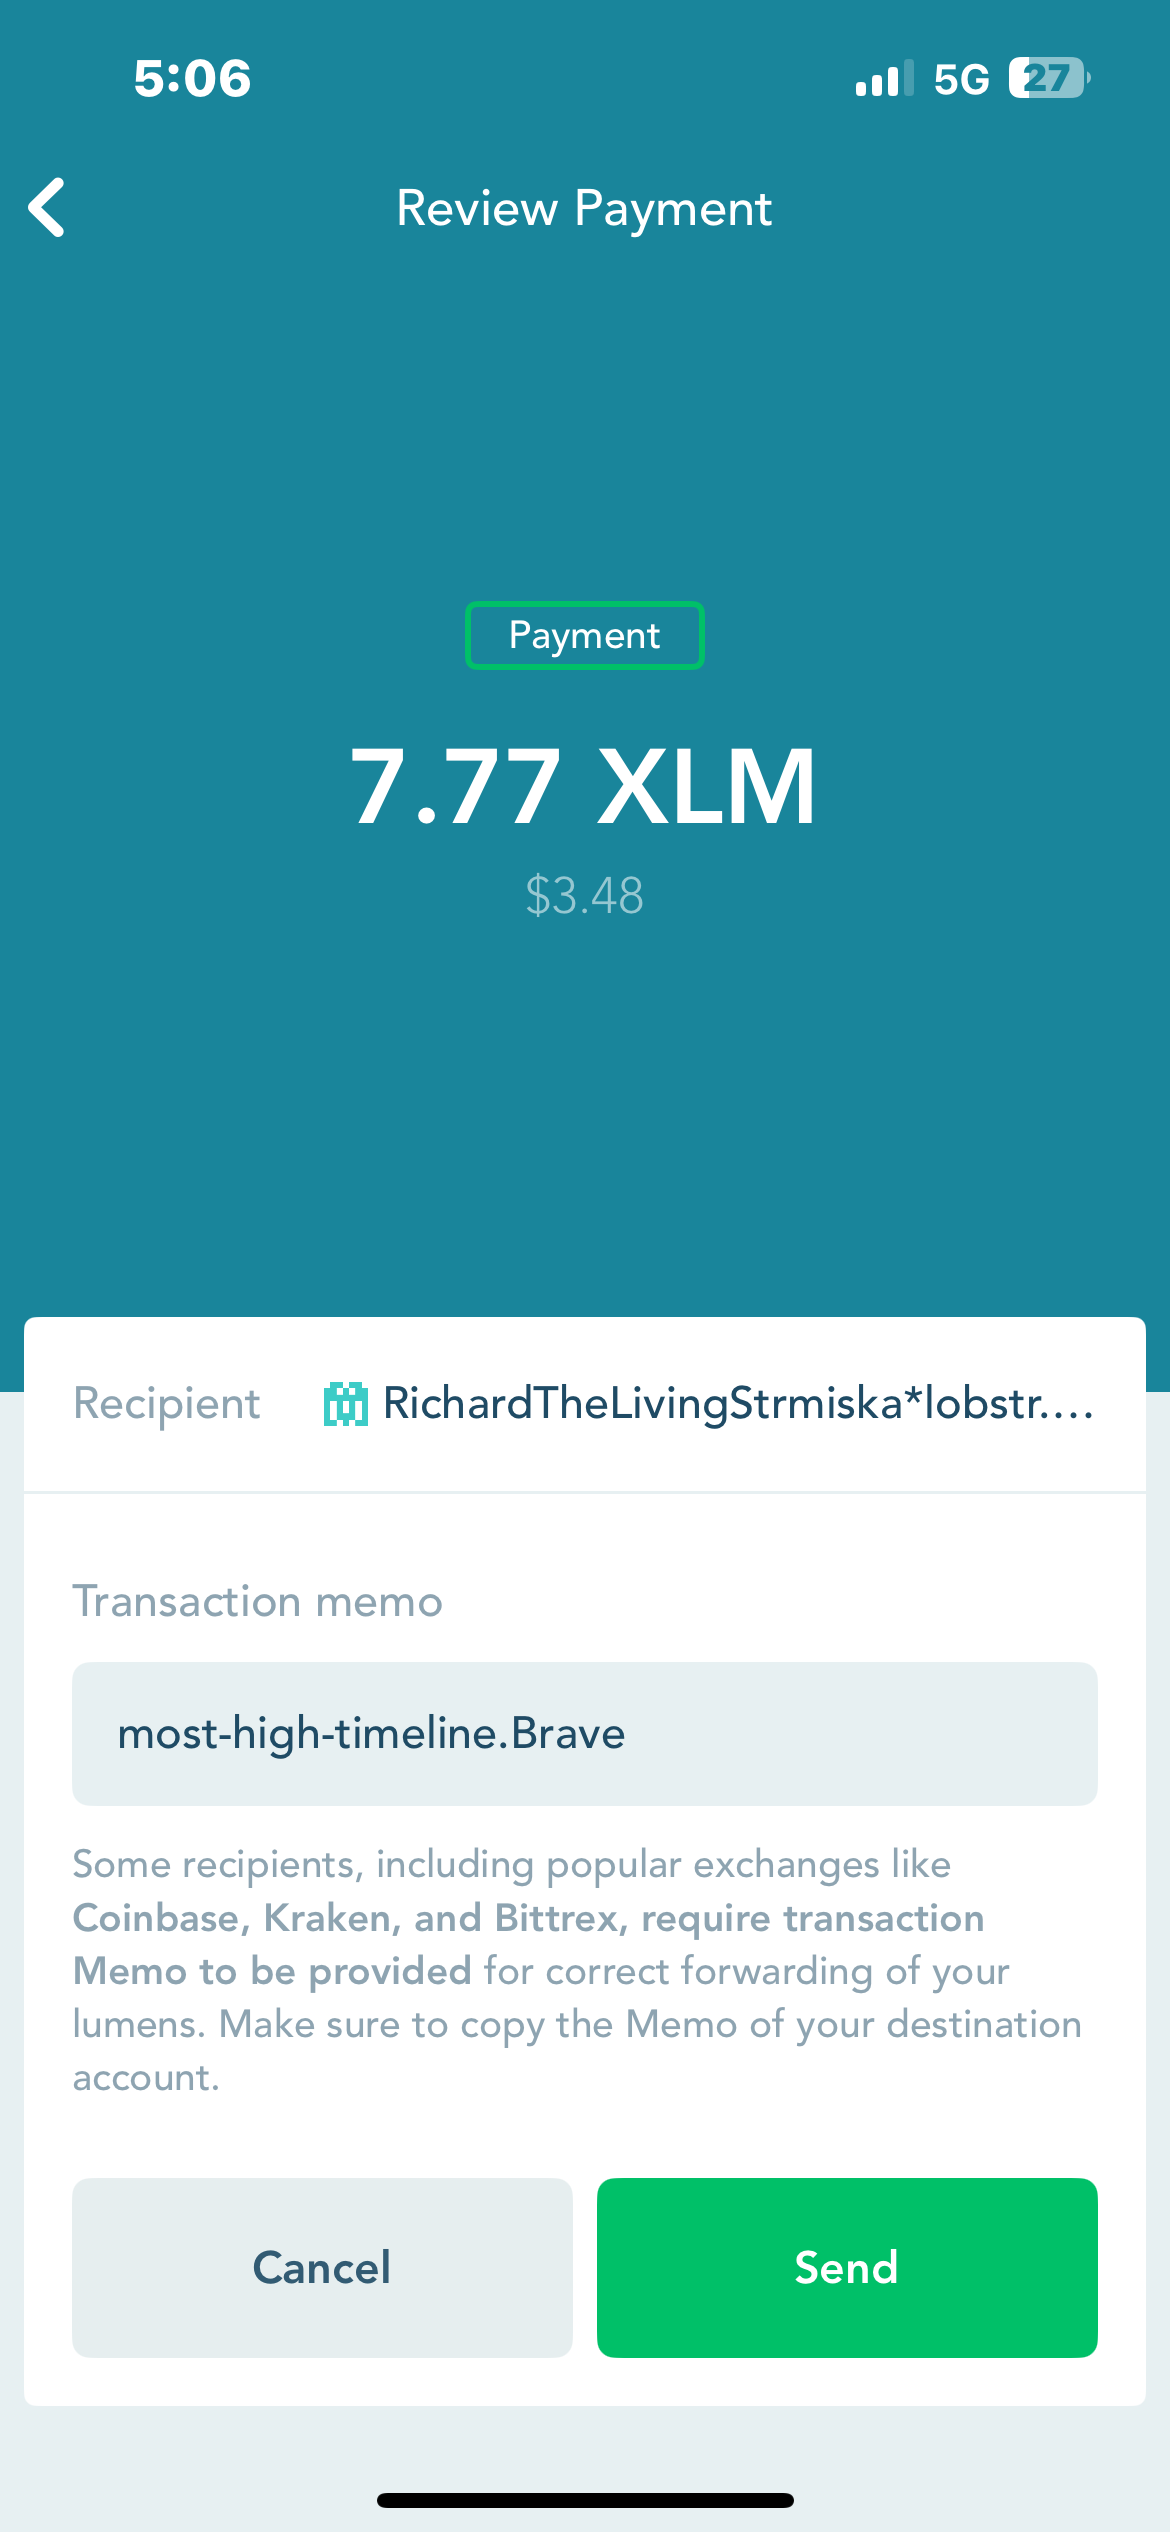 5:06
5G 27
Review Payment
Payment
7.77 XLM
$3.48
Recipient RichardTheLivingStrmiska*lobstr....
Transaction memo
most-high-timeline.Brave
Some recipients, including popular exchanges like
Coinbase, Kraken, and Bittrex, require transaction
Memo to be provided for correct forwarding of your
lumens. Make sure to copy the Memo of your destination
account.
Cancel Send